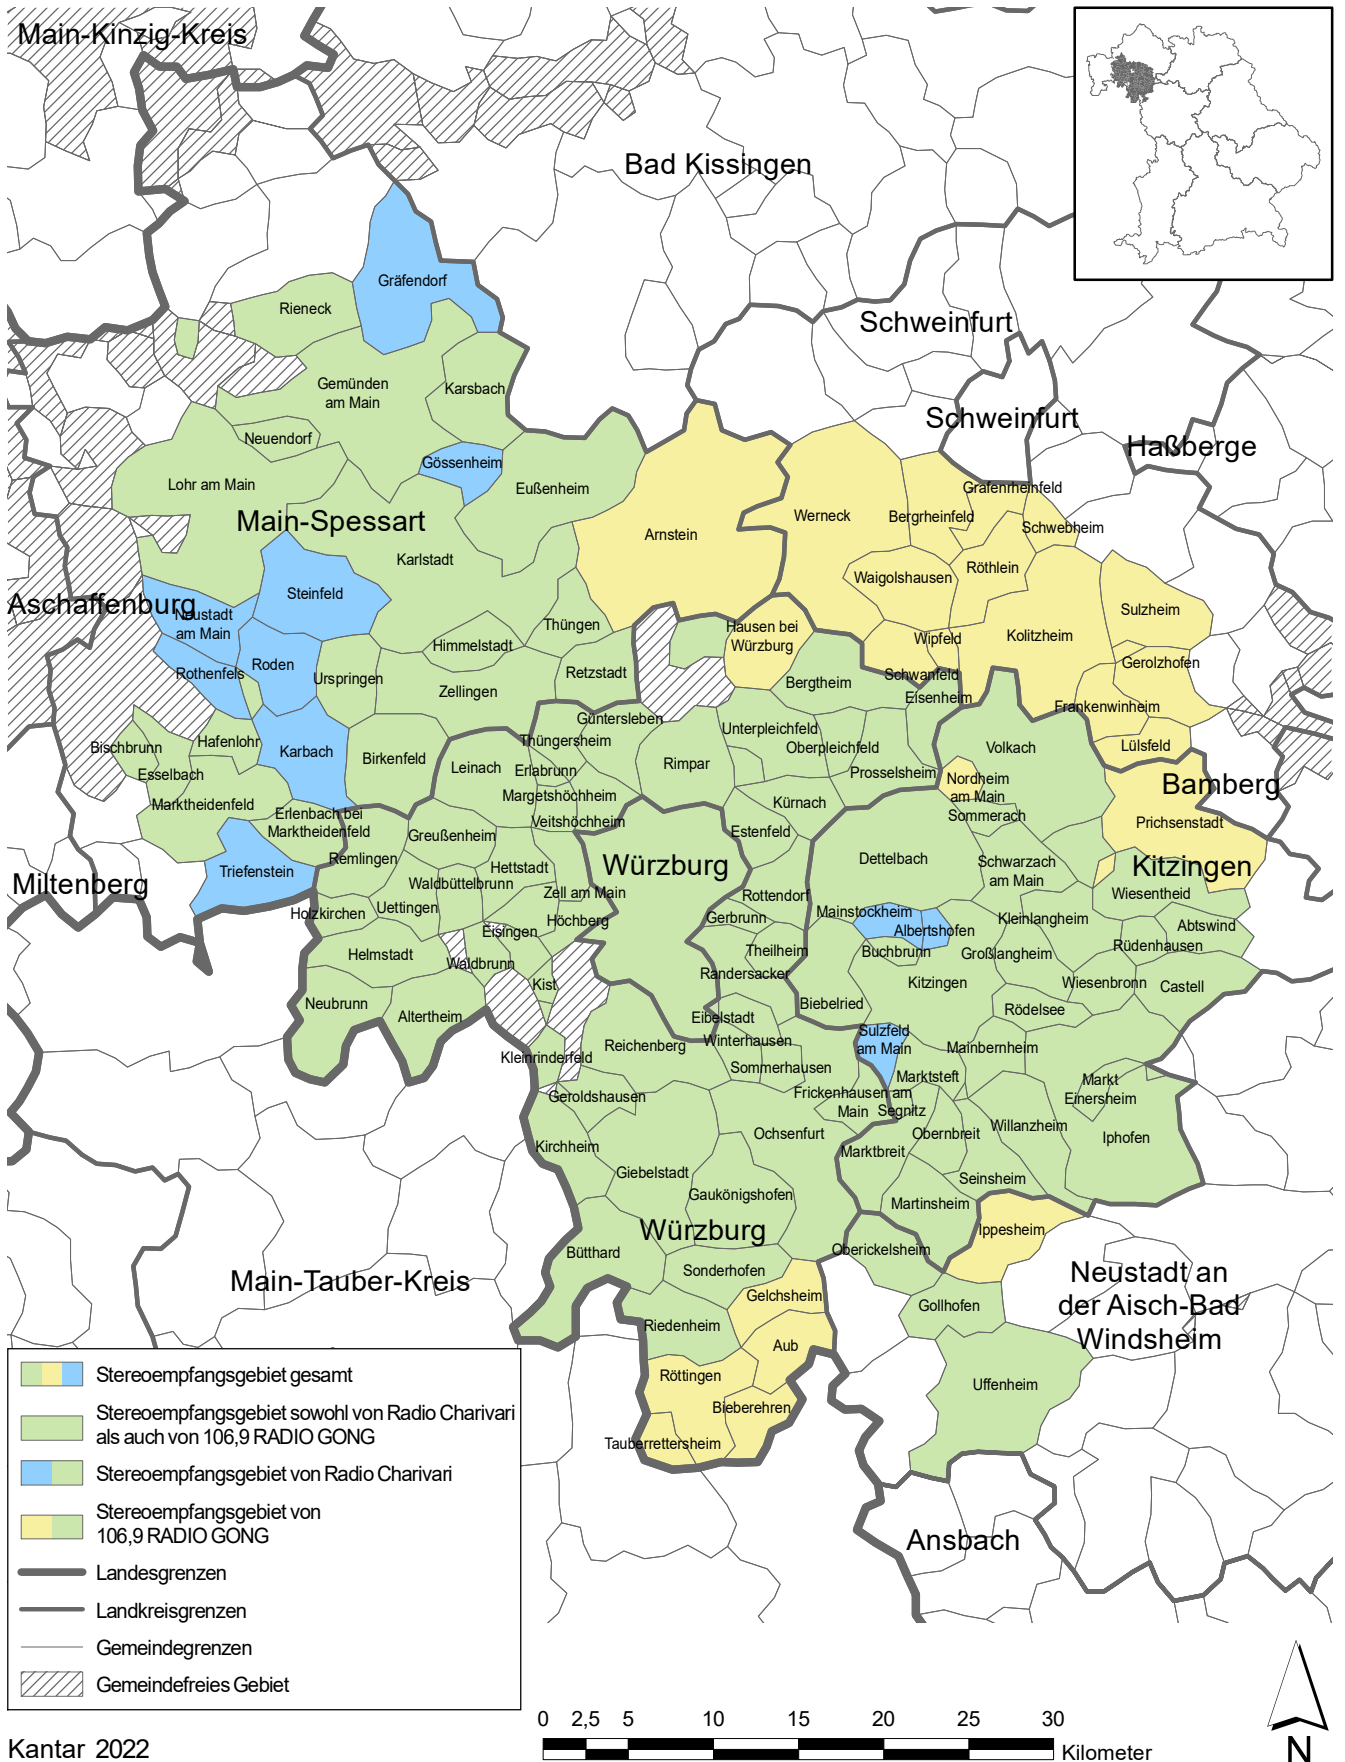 Main-Kinzig-Kreis
Bad Kissingen
Gräfendorf
Rieneck
Schweinfurt
Gemünden
am Main
Karsbach
Schweinfurt
Neuendorf
Haßberge
Gössenheim
Lohr am Main
Eußenheim
Grafenrheinfeld
Main-Spessart
Werneck
Bergrheinfeld
Schwebheim
Arnstein
Karlstadt
Röthlein
Waigolshausen
Steinfeld
Aschaffenburg
Sulzheim
Neustadt
am Main
Thüngen
Hausen bei
Würzburg
Himmelstadt
Wipfeld
Kolitzheim
Roden
Gerolzhofen
Rothenfels
Urspringen
Retzstadt
Schwanfeld
Bergtheim
Zellingen
Eisenheim
Frankenwinheim
Güntersleben
Unterpleichfeld
Hafenlohr
Thüngersheim
Bischbrunn
Karbach
Oberpleichfeld
Volkach
Lülsfeld
Birkenfeld
Rimpar
Leinach
Erlabrunn
Esselbach
Prosselsheim
Nordheim
am Main
Bamberg
Margetshöchheim
Marktheidenfeld
Kürnach
Erlenbach bei
Marktheidenfeld
Sommerach
Veitshöchheim
Prichsenstadt
Greußenheim
Estenfeld
Remlingen
Dettelbach
Schwarzach
am Main
Würzburg
Kitzingen
Hettstadt
Triefenstein
Miltenberg
Waldbüttelbrunn
Zell am Main
Rottendorf
Wiesentheid
Uettingen
Holzkirchen
Mainstockheim
Gerbrunn
Höchberg
Kleinlangheim
Abtswind
Eisingen
Albertshofen
Rüdenhausen
Helmstadt
Theilheim
Buchbrunn
Großlangheim
Waldbrunn
Randersacker
Kist
Kitzingen
Wiesenbronn
Castell
Neubrunn
Biebelried
Rödelsee
Altertheim
Eibelstadt
Sulzfeld
am Main
Winterhausen
Reichenberg
Mainbernheim
Kleinrinderfeld
Sommerhausen
Marktsteft
Markt
Einersheim
Geroldshausen
Frickenhausen am
Main
Segnitz
Willanzheim
Ochsenfurt
Obernbreit
Iphofen
Kirchheim
Marktbreit
Giebelstadt
Seinsheim
Gaukönigshofen
Martinsheim
Würzburg
Ippesheim
Bütthard
Oberickelsheim
Sonderhofen
Main-Tauber-Kreis
Neustadt an
der Aisch-Bad
Windsheim
Gelchsheim
Gollhofen
Riedenheim
Aub
Röttingen
Uffenheim
Bieberehren
Tauberrettersheim
Ansbach
Stereoempfangsgebiet gesamt
Stereoempfangsgebiet sowohl von Radio Charivari
als auch von 106,9 RADIO GONG
Stereoempfangsgebiet von Radio Charivari
Stereoempfangsgebiet von
106,9 RADIO GONG
Landesgrenzen
Landkreisgrenzen
Gemeindegrenzen
Gemeindefreies Gebiet
0 2,5 5 10 15 20 25 30
Kilometer
N
Kantar 2022